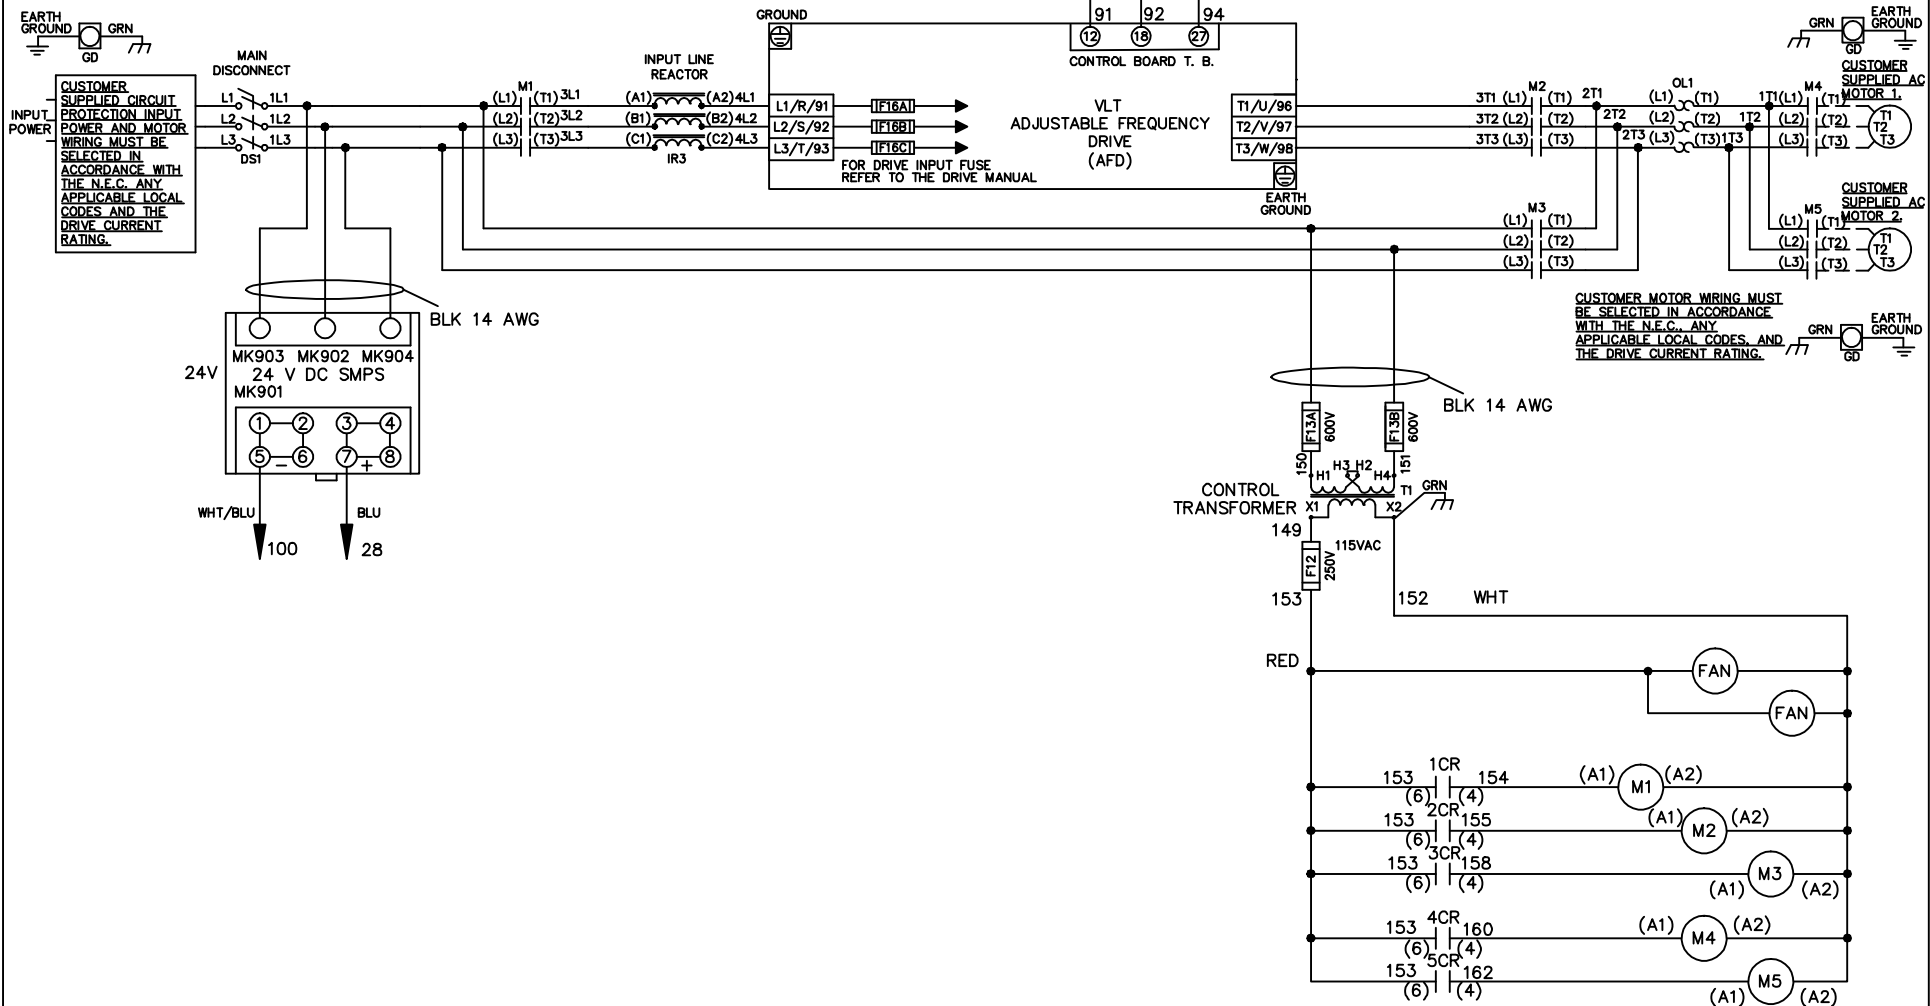 EARTH
GROUND
GRN
GD
INPUT
POWER
CUSTOMER
SUPPLIED CIRCUIT
PROTECTION INPUT
POWER AND MOTOR
WIRING MUST BE
SELECTED IN
ACCORDANCE WITH
THE N.E.C. ANY
APPLICABLE LOCAL
CODES AND THE
DRIVE CURRENT
RATING.
MAIN
DISCONNECT
L1 1L1
L2 1L2
L3 1L3
DS1
M1
(L1) (T1) 3L1
(L2) (T2) 3L2
(L3) (T3) 3L3
INPUT LINE
REACTOR
(A1) (A2) 4L1
(B1) (B2) 4L2
(C1) (C2) 4L3
IR3
GROUND
L1/R/91
L2/S/92
L3/T/93
F16A
F16B
F16C
FOR DRIVE INPUT FUSE
REFER TO THE DRIVE MANUAL
91 92 94
12 18 27
CONTROL BOARD T. B.
VLT
ADJUSTABLE FREQUENCY
DRIVE
(AFD)
T1/U/96
T2/V/97
T3/W/98
EARTH
GROUND
M2
3T1 (L1) (T1) 2T1
3T2 (L2) (T2) 2T2
3T3 (L3) (T3) 2T3
M3
(L1) (T1)
(L2) (T2)
(L3) (T3)
OL1
(L1) (T1) 1T1
(L2) (T2) 1T2
(L3) (T3) 1T3
GRN
EARTH
GROUND
GD
CUSTOMER
SUPPLIED AC
MOTOR 1.
M4
(L1) (T1)
(L2) (T2)
(L3) (T3)
T1
T2
T3
CUSTOMER
SUPPLIED AC
MOTOR 2.
M5
(L1) (T1)
(L2) (T2)
(L3) (T3)
T1
T2
T3
CUSTOMER MOTOR WIRING MUST
BE SELECTED IN ACCORDANCE
WITH THE N.E.C., ANY
APPLICABLE LOCAL CODES, AND
THE DRIVE CURRENT RATING.
GRN
EARTH
GROUND
GD
BLK 14 AWG
MK903 MK902 MK904
24V
24 V DC SMPS
MK901
1 2 3 4
5 − 6 7 + 8
WHT/BLU BLU
100 28
BLK 14 AWG
F13A 600V
F13B 600V
150 151
H1 H3 H2 H4
T1
GRN
CONTROL
TRANSFORMER
X1 X2
149
115VAC
F12 250V
153
152 WHT
RED
FAN
FAN
1CR
153 154 (A1) M1 (A2)
(6) (4)
2CR
153 155 (A1) M2 (A2)
(6) (4)
3CR
153 158 M3
(6) (4) (A1) (A2)
4CR
153 160 (A1) M4 (A2)
(6) (4)
5CR
153 162 M5
(6) (4) (A1) (A2)